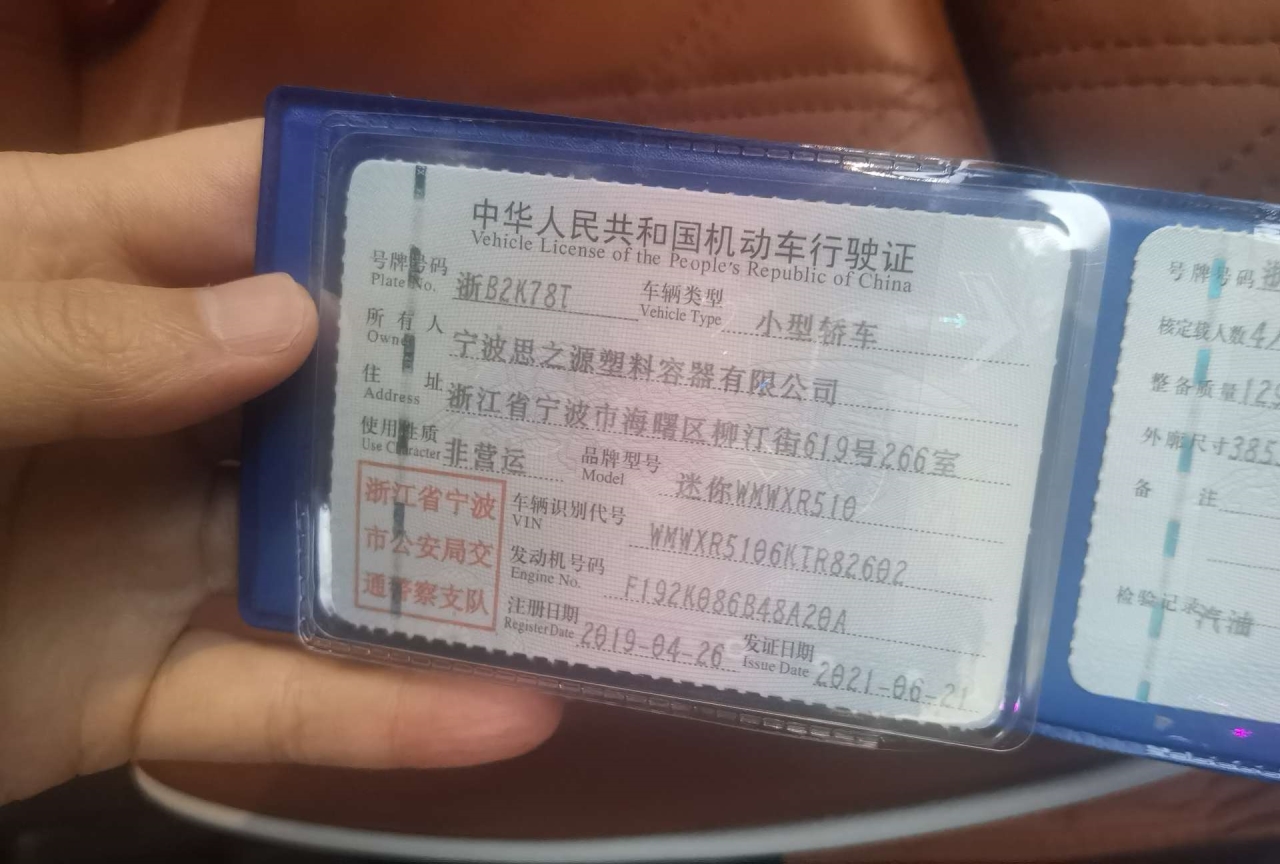 中华人民共和国机动车行驶证
Vehicle License of the People's Republic of China
号牌号码 浙B2K78T 车辆类型 小型轿车
Plate No. Vehicle Type
所有人 宁波思之源塑料容器有限公司
Owner
住址 浙江省宁波市海曙区柳汀街619号266室
Address
使用性质 非营运 品牌型号 迷你WMWXR510
Use Character Model
浙江省宁波
市公安局交
通警察支队
车辆识别代号 WMWXR5106KTR82602
VIN
发动机号码 F192K086B48A20A
Engine No.
注册日期 2019-04-26 发证日期 2021-06-21
Register Date Issue Date
号牌号码
核定载人数 4
整备质量 129
外廓尺寸 385
备注
检验记录 汽油